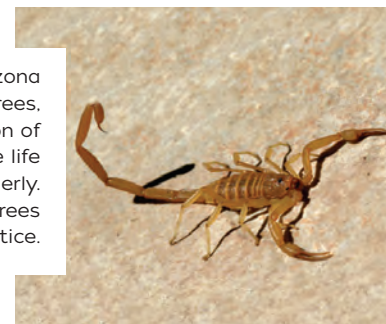 zona
rees,
on of
e life
erly.
rees
tice.